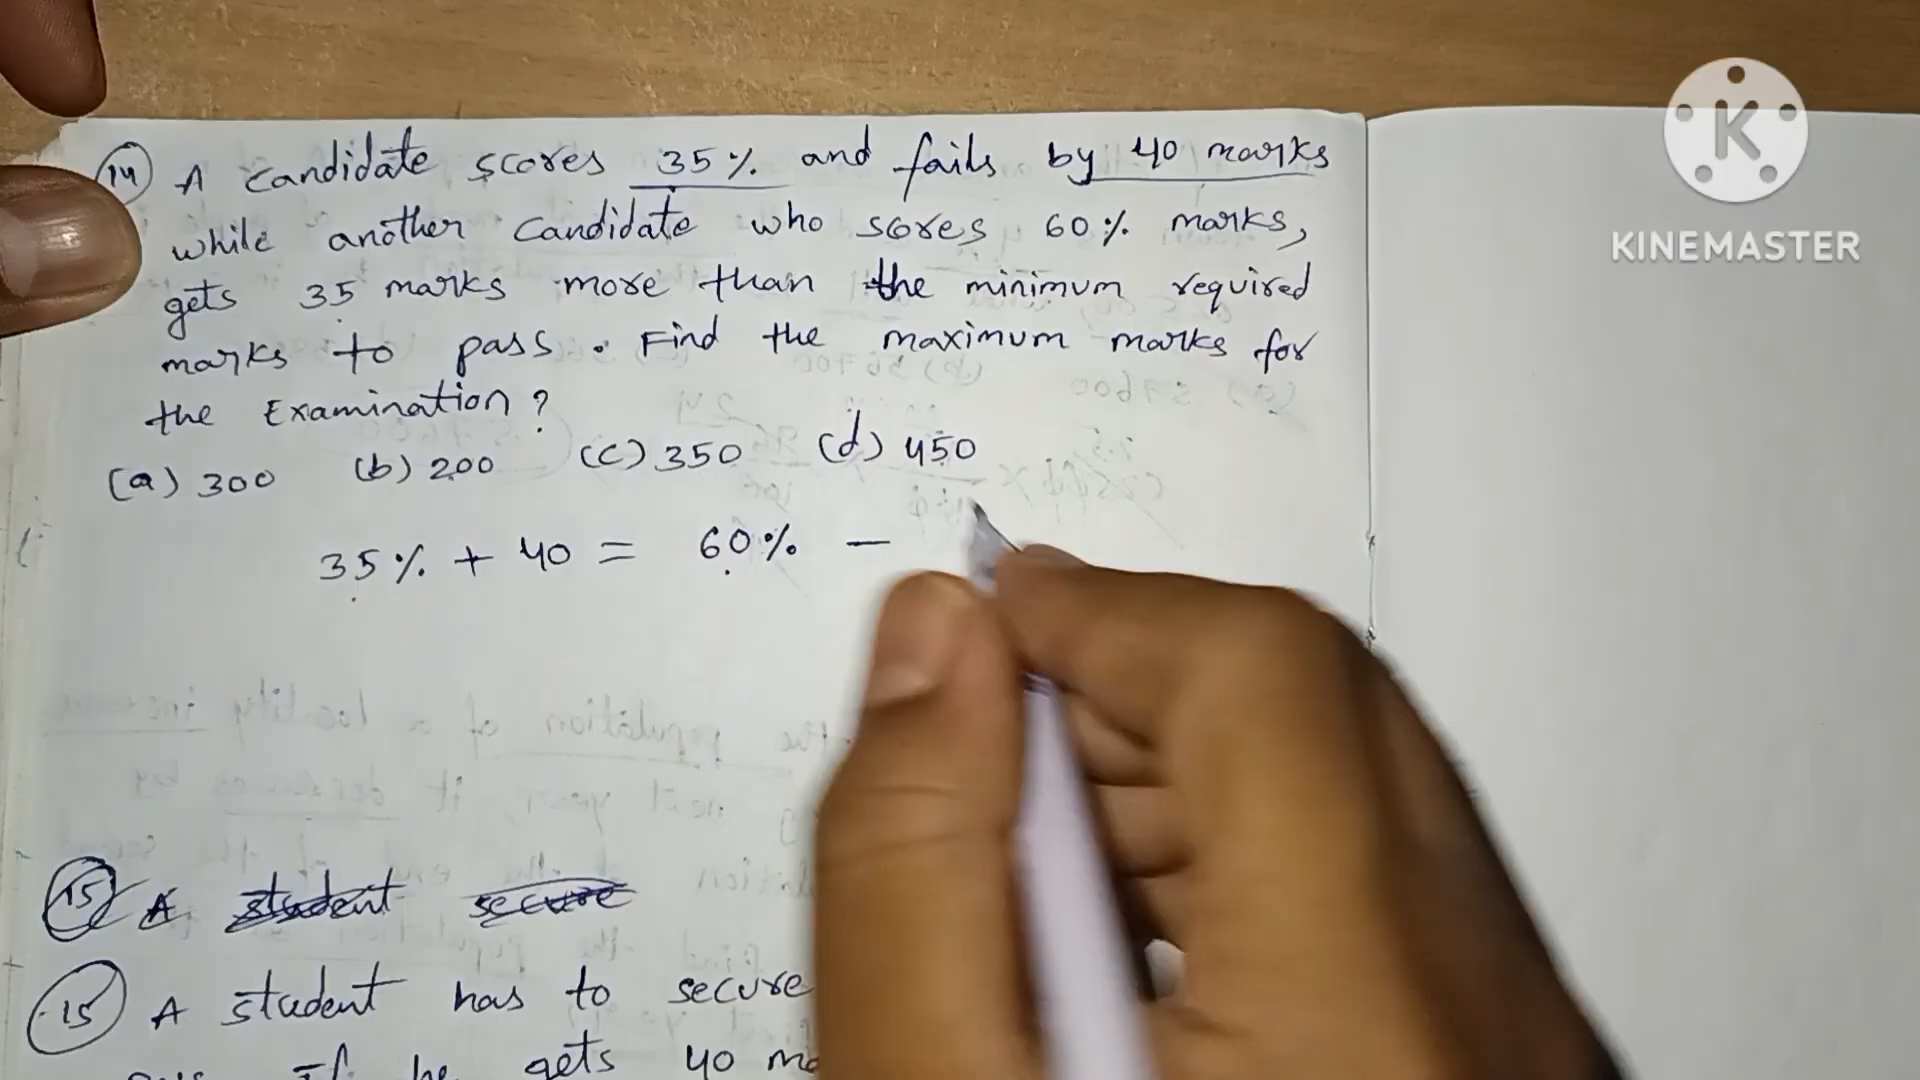 (14) A candidate scores 35% and fails by 40 marks
while another candidate who scores 60% marks,
gets 35 marks more than the minimum required
marks to pass. Find the maximum marks for
the Examination?
(a) 300 (b) 200 (c) 350 (d) 450
35% + 40 = 60% -
(15) A student secure
(15) A student has to secure
If he gets 40
K
KINEMASTER